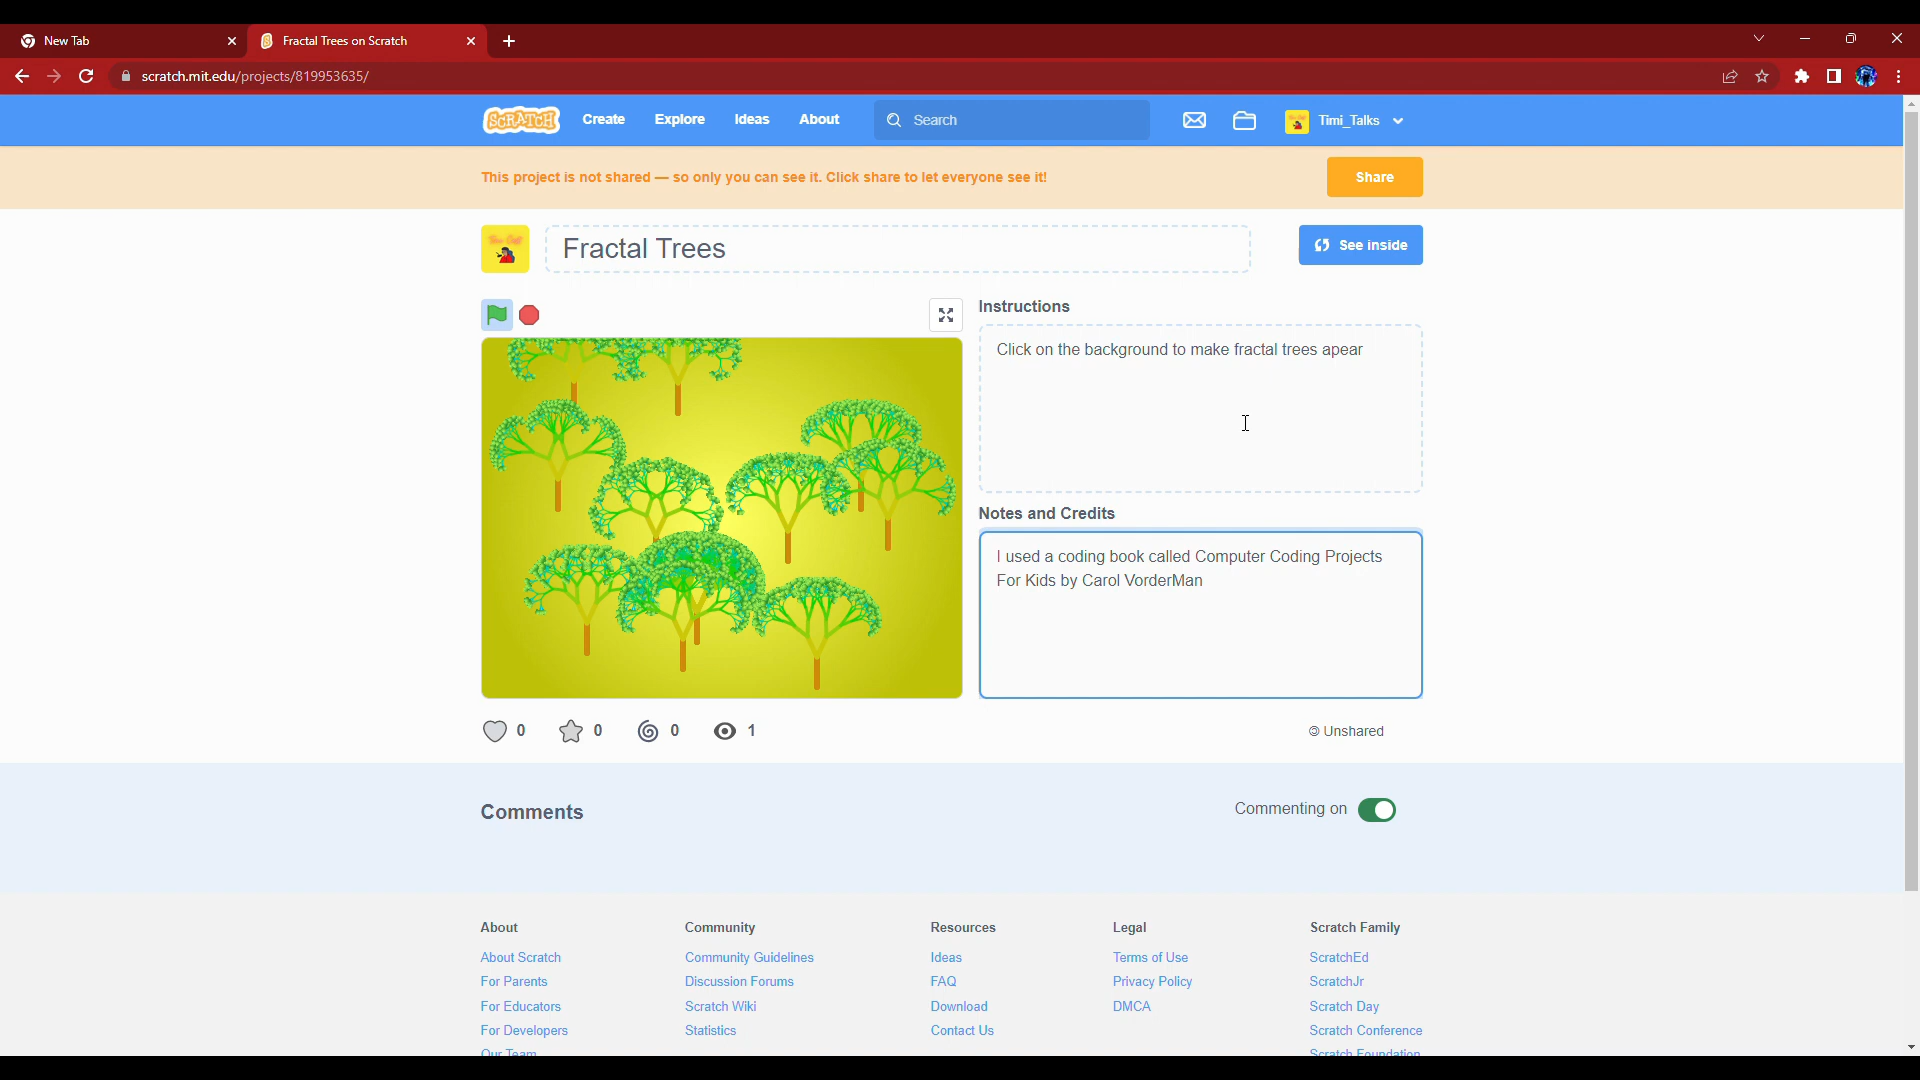 New Tab
Fractal Trees on Scratch
scratch.mit.edu/projects/819953635/
SCRATCH
Create
Explore
Ideas
About
Search
Timi_Talks
This project is not shared — so only you can see it. Click share to let everyone see it!
Share
Fractal Trees
See inside
Instructions
Click on the background to make fractal trees apear
Notes and Credits
I used a coding book called Computer Coding Projects
For Kids by Carol VorderMan
0
0
0
1
Unshared
Comments
Commenting on
About
Community
Resources
Legal
Scratch Family
About Scratch
Community Guidelines
Ideas
Terms of Use
ScratchEd
For Parents
Discussion Forums
FAQ
Privacy Policy
ScratchJr
For Educators
Scratch Wiki
Download
DMCA
Scratch Day
For Developers
Statistics
Contact Us
Scratch Conference
Our Team
Scratch Foundation